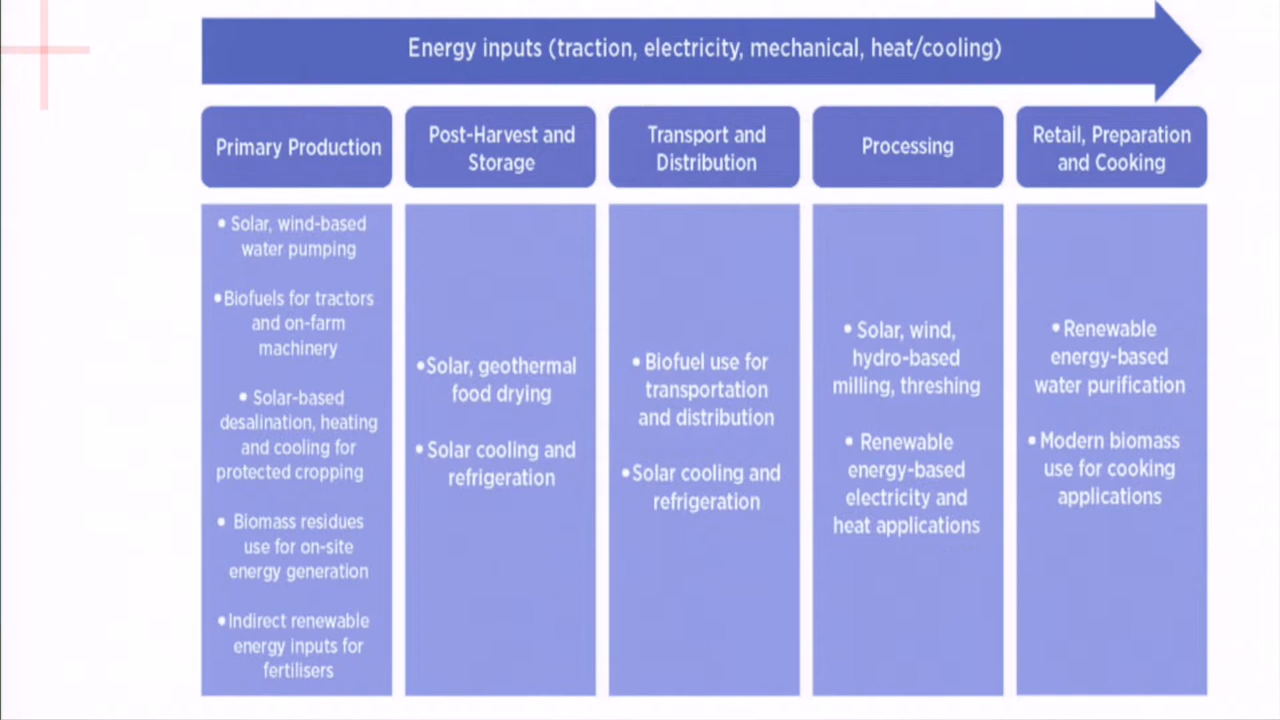 Energy inputs (traction, electricity, mechanical, heat/cooling)
Primary Production
• Solar, wind-based
water pumping
•Biofuels for tractors
and on-farm
machinery
• Solar-based
desalination, heating
and cooling for
protected cropping
• Biomass residues
use for on-site
energy generation
•Indirect renewable
energy inputs for
fertilisers
Post-Harvest and
Storage
•Solar, geothermal
food drying
• Solar cooling and
refrigeration
Transport and
Distribution
• Biofuel use for
transportation
and distribution
•Solar cooling and
refrigeration
Processing
• Solar, wind,
hydro-based
milling, threshing
• Renewable
energy-based
electricity and
heat applications
Retail, Preparation
and Cooking
•Renewable
energy-based
water purification
•Modern biomass
use for cooking
applications